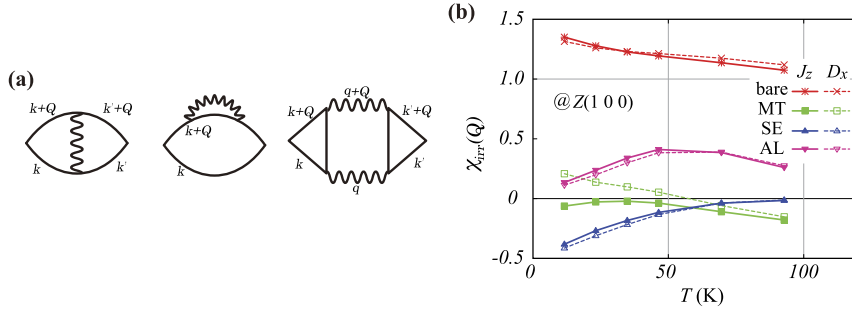 (a)
k+Q
k'+Q
k
k'
k+Q
k
q+Q
k+Q
k'+Q
k
k'
q
(b)
1.5
1.0
0.5
0
-0.5
χirr(Q)
@Z(1 0 0)
Jz Dx
bare
MT
SE
AL
0 50 100
T (K)